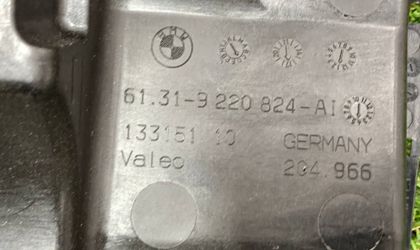 BMW
61.31-9 220 824-AI
133151 10 GERMANY
Valeo 204.966